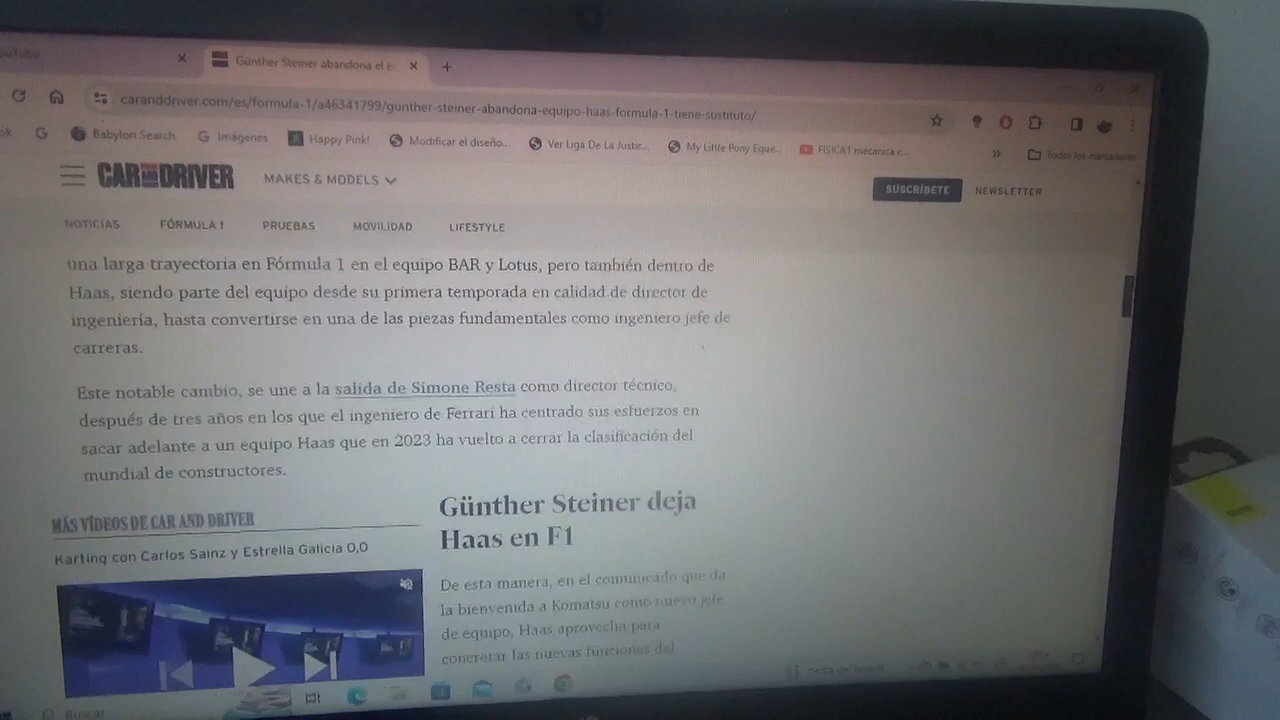 Günther Steiner abandona el e
caranddriver.com/es/formula-1/a46341799/gunther-steiner-abandona-equipo-haas-formula-1-tiene-sustituto/
Babylon Search
Imágenes
Happy Pink!
Modificar el diseño...
Ver Liga De La Justic...
My Little Pony Eque...
FISICA1 mecanica c...
»
Todos los marcadores
CAR AND DRIVER
MAKES & MODELS
SUSCRÍBETE
NEWSLETTER
NOTICIAS
FÓRMULA 1
PRUEBAS
MOVILIDAD
LIFESTYLE
una larga trayectoria en Fórmula 1 en el equipo BAR y Lotus, pero también dentro de
Haas, siendo parte del equipo desde su primera temporada en calidad de director de
ingeniería, hasta convertirse en una de las piezas fundamentales como ingeniero jefe de
carreras.
Este notable cambio, se une a la salida de Simone Resta como director técnico,
después de tres años en los que el ingeniero de Ferrari ha centrado sus esfuerzos en
sacar adelante a un equipo Haas que en 2023 ha vuelto a cerrar la clasificación del
mundial de constructores.
MÁS VÍDEOS DE CAR AND DRIVER
Karting con Carlos Sainz y Estrella Galicia 0,0
Günther Steiner deja
Haas en F1
De esta manera, en el comunicado que da
la bienvenida a Komatsu como nuevo jefe
de equipo, Haas aprovecha para
concretar las nuevas funciones del
Buscar